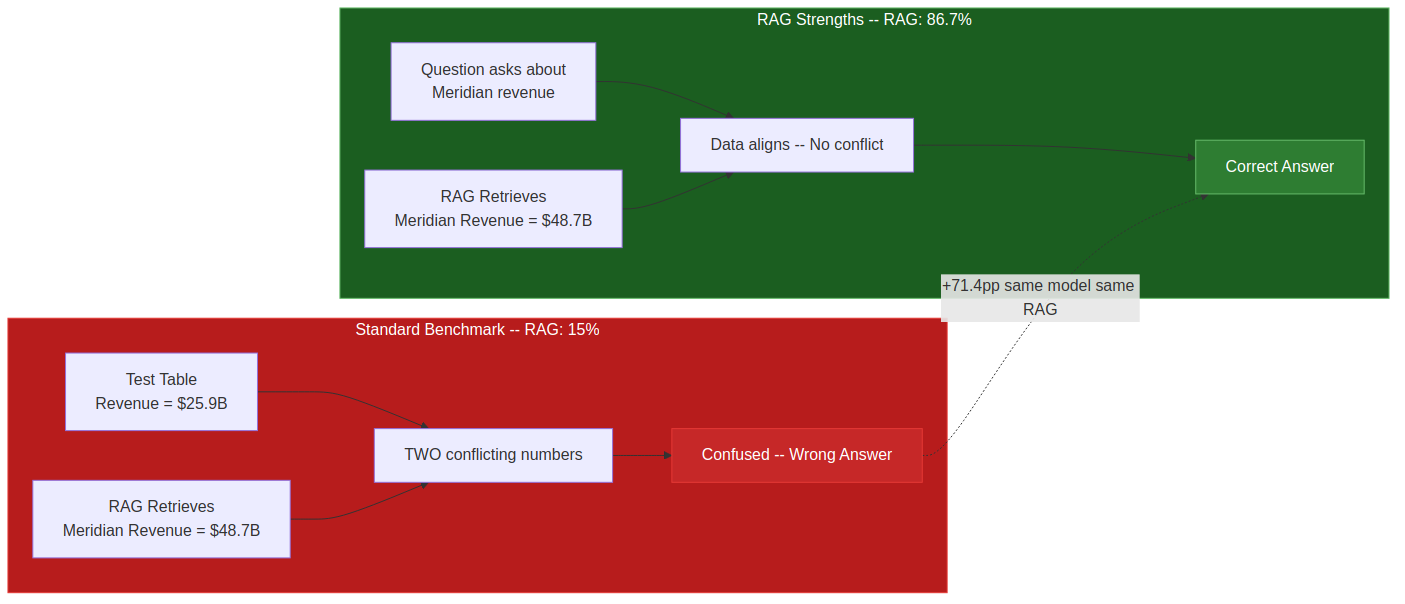 RAG Strengths -- RAG: 86.7%
Question asks about
Meridian revenue
Data aligns -- No conflict
Correct Answer
RAG Retrieves
Meridian Revenue = $48.7B
+71.4pp same model same
RAG
Standard Benchmark -- RAG: 15%
Test Table
Revenue = $25.9B
TWO conflicting numbers
Confused -- Wrong Answer
RAG Retrieves
Meridian Revenue = $48.7B